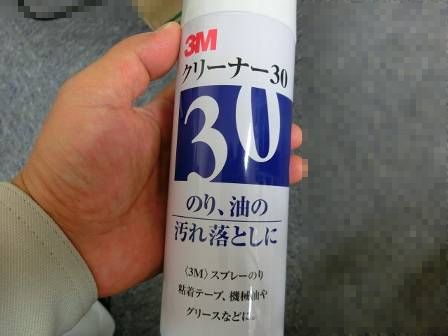 3M
クリーナー30
30
のり、油の
汚れ落としに
〈3M〉スプレーのり
粘着テープ、機械油や
グリースなどに。